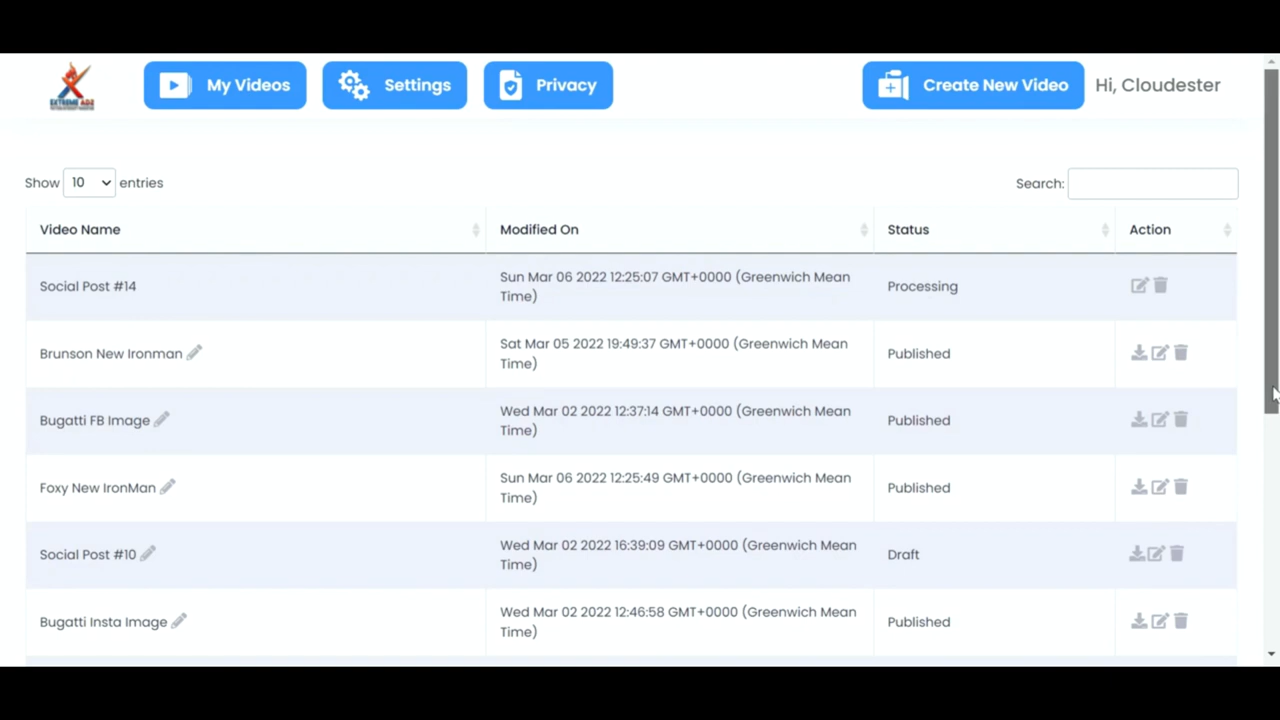 EXTREME ADZ
My Videos
Settings
Privacy
Create New Video
Hi, Cloudester
Show 10 entries
Search:
Video Name
Modified On
Status
Action
Social Post #14
Sun Mar 06 2022 12:25:07 GMT+0000 (Greenwich Mean
Time)
Processing
Brunson New Ironman
Sat Mar 05 2022 19:49:37 GMT+0000 (Greenwich Mean
Time)
Published
Bugatti FB Image
Wed Mar 02 2022 12:37:14 GMT+0000 (Greenwich Mean
Time)
Published
Foxy New IronMan
Sun Mar 06 2022 12:25:49 GMT+0000 (Greenwich Mean
Time)
Published
Social Post #10
Wed Mar 02 2022 16:39:09 GMT+0000 (Greenwich Mean
Time)
Draft
Bugatti Insta Image
Wed Mar 02 2022 12:46:58 GMT+0000 (Greenwich Mean
Time)
Published